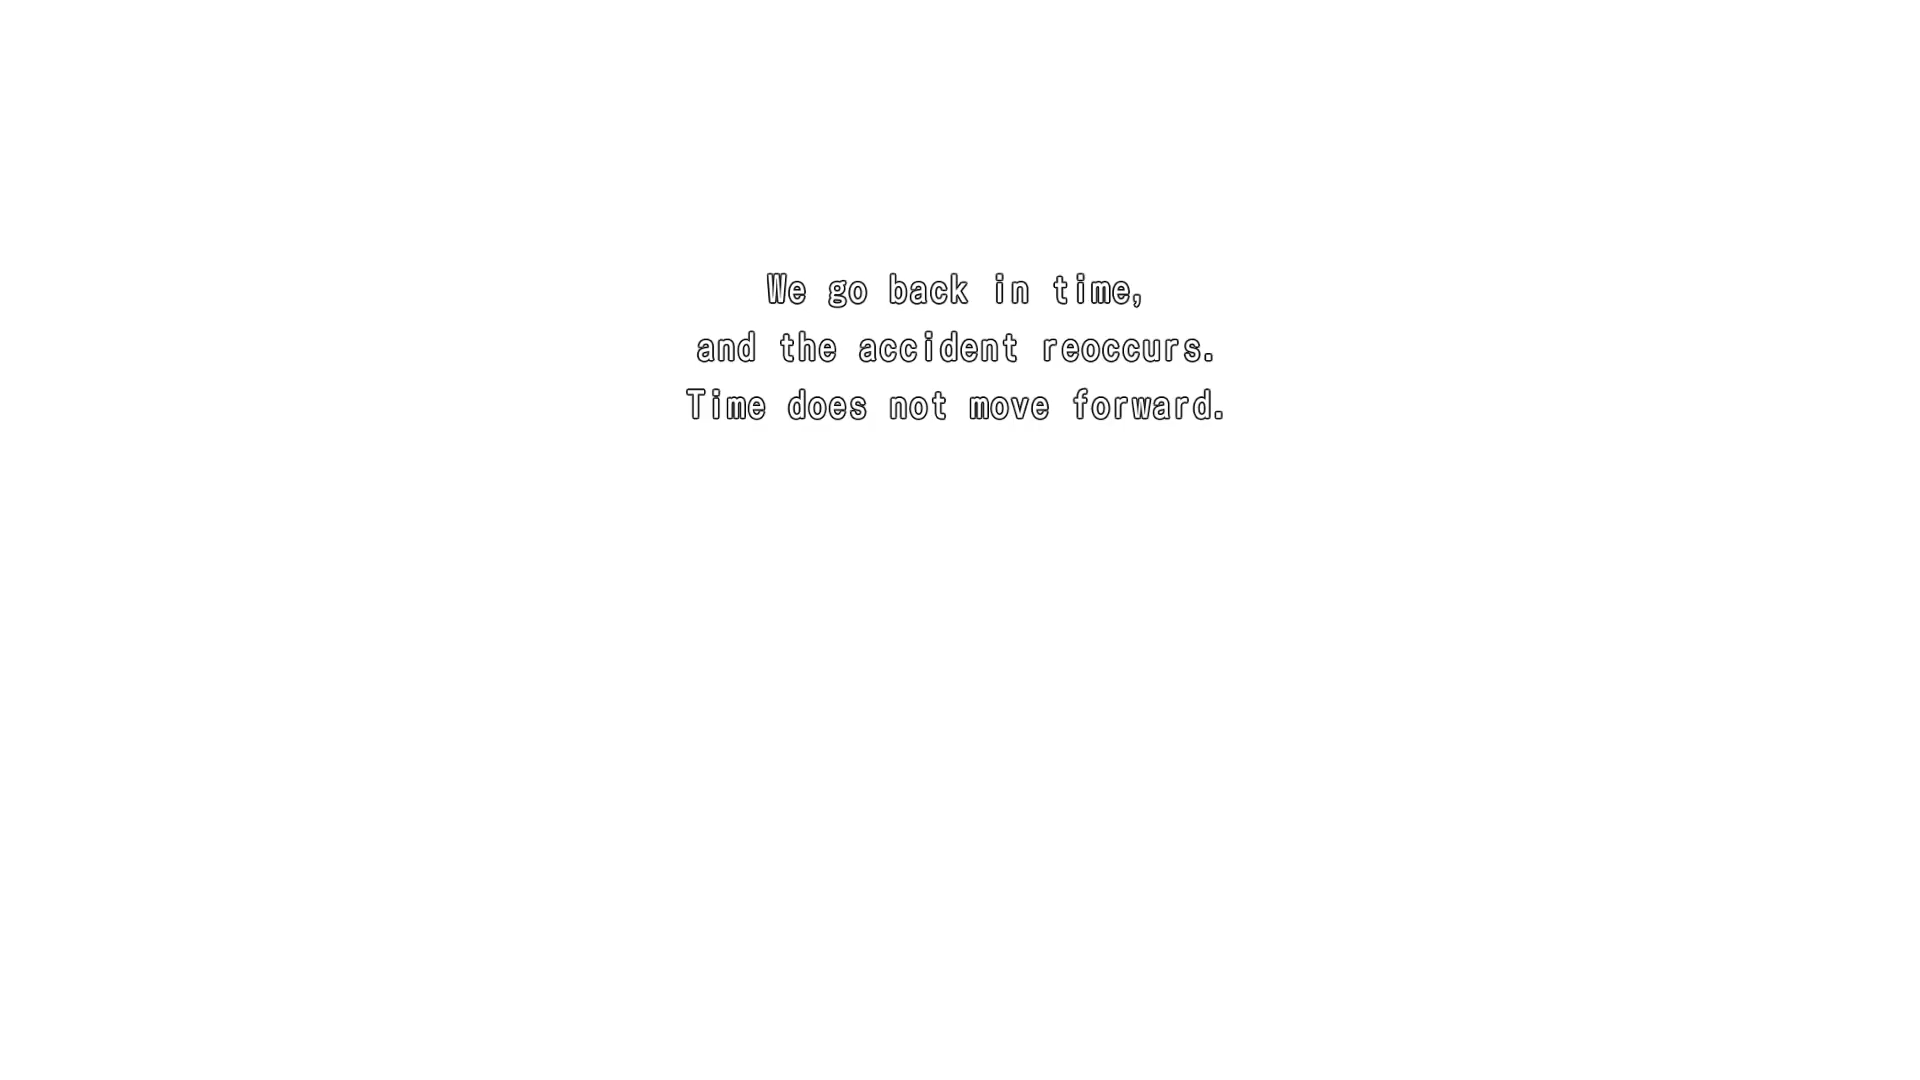 We go back in time,
and the accident reoccurs.
Time does not move forward.